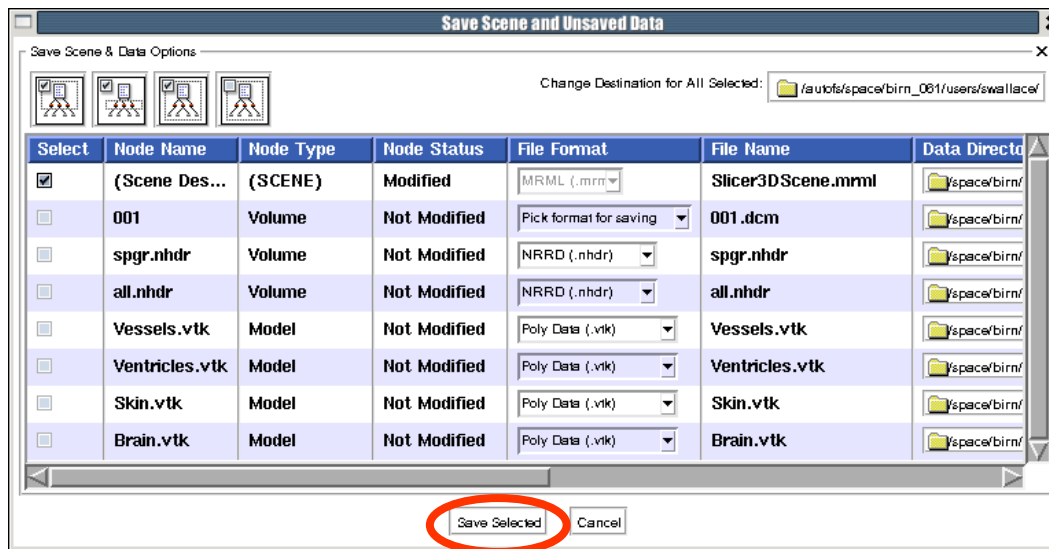 Save Scene and Unsaved Data
Save Scene & Data Options
Change Destination for All Selected: /autofs/space/birn_061/users/swallace/
Select Node Name Node Type Node Status File Format File Name Data Directo
(Scene Des... (SCENE) Modified MRML (.mrm Slicer3DScene.mrml /space/birn/
001 Volume Not Modified Pick format for saving 001.dcm /space/birn/
spgr.nhdr Volume Not Modified NRRD (.nhdr) spgr.nhdr /space/birn/
all.nhdr Volume Not Modified NRRD (.nhdr) all.nhdr /space/birn/
Vessels.vtk Model Not Modified Poly Data (.vtk) Vessels.vtk /space/birn/
Ventricles.vtk Model Not Modified Poly Data (.vtk) Ventricles.vtk /space/birn/
Skin.vtk Model Not Modified Poly Data (.vtk) Skin.vtk /space/birn/
Brain.vtk Model Not Modified Poly Data (.vtk) Brain.vtk /space/birn/
Save Selected Cancel